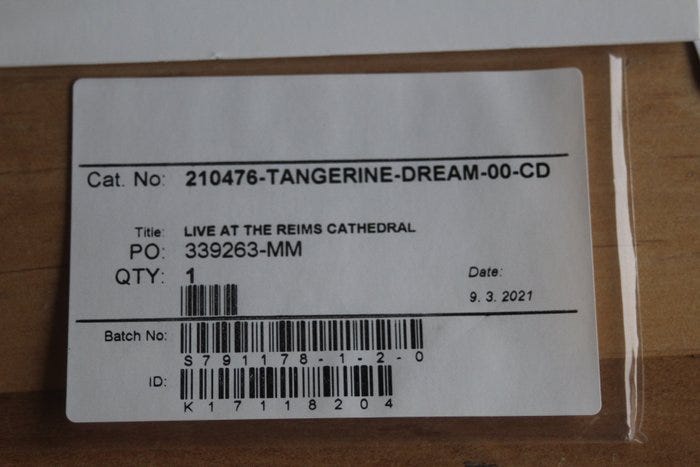 Cat. No: 210476-TANGERINE-DREAM-00-CD
Title: LIVE AT THE REIMS CATHEDRAL
PO: 339263-MM
QTY: 1
Date:
9. 3. 2021
Batch No:
S791178-1-2-0
ID:
K17118204